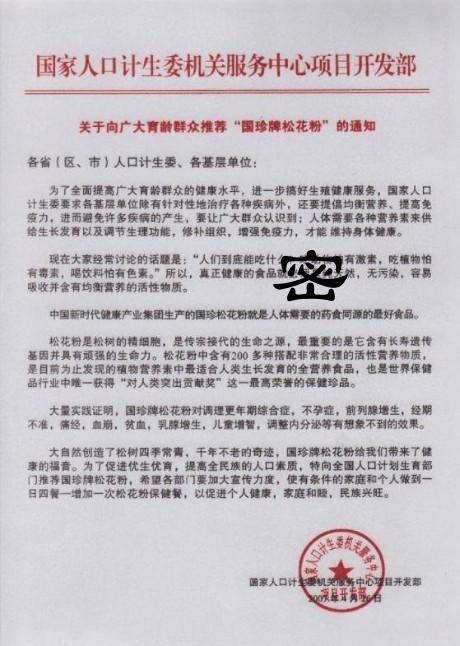 国家人口计生委机关服务中心项目开发部
关于向广大育龄群众推荐“国珍牌松花粉”的通知
各省（区、市）人口计生委、各基层单位：
为了全面提高广大育龄群众的健康水平，进一步搞好生殖健康服务，国家人口
计生委要求各基层单位除有针对性地治疗各种疾病外，还要提倡均衡营养、提高免
疫力，进而避免许多疾病的产生，要让广大群众认识到；人体需要各种营养素来供
给生长发育以及调节生理功能，修补组织，增强免疫力，才能 维持身体健康。
现在大家经常讨论的话题是：“人们到底能吃什么 有激素，吃植物怕
有毒素，喝饮料怕有色素。”所以，真正健康的食品就 天然，无污染，容易
吸收并含有均衡营养的活性物质。
密
中国新时代健康产业集团生产的国珍松花粉就是人体需要的药食同源的最好食品。
松花粉是松树的精细胞，是传宗接代的生命之源，最重要的是它含有长寿遗传
基因并具有顽强的生命力。松花粉中含有200 多种搭配非常合理的活性营养物质，
是目前为止发现的植物营养素中最适合人类生长发育的全营养食品，也是世界保健
品行业中唯一获得“对人类突出贡献奖”这一最高荣誉的保健珍品。
大量实践证明，国珍牌松花粉对调理更年期综合症，不孕症，前列腺增生，经期
不准，痛经，血崩，贫血，乳腺增生，儿童增智，调整内分泌等有想象不到的效果。
大自然创造了松树四季常青，千年不老的奇迹，国珍牌松花粉给我们带来了健
康的福音。为了促进优生优育，提高全民族的人口素质，特向全国人口计划生育部
门推荐国珍牌松花粉，希望各部门要加大宣传力度，使有条件的家庭和个人做到一
日四餐—增加一次松花粉保健餐，以促进个人健康，家庭和睦，民族兴旺。
国家人口计生委机关服务中心
项目开发部
国家人口计生委机关服务中心项目开发部
2007年4月26日